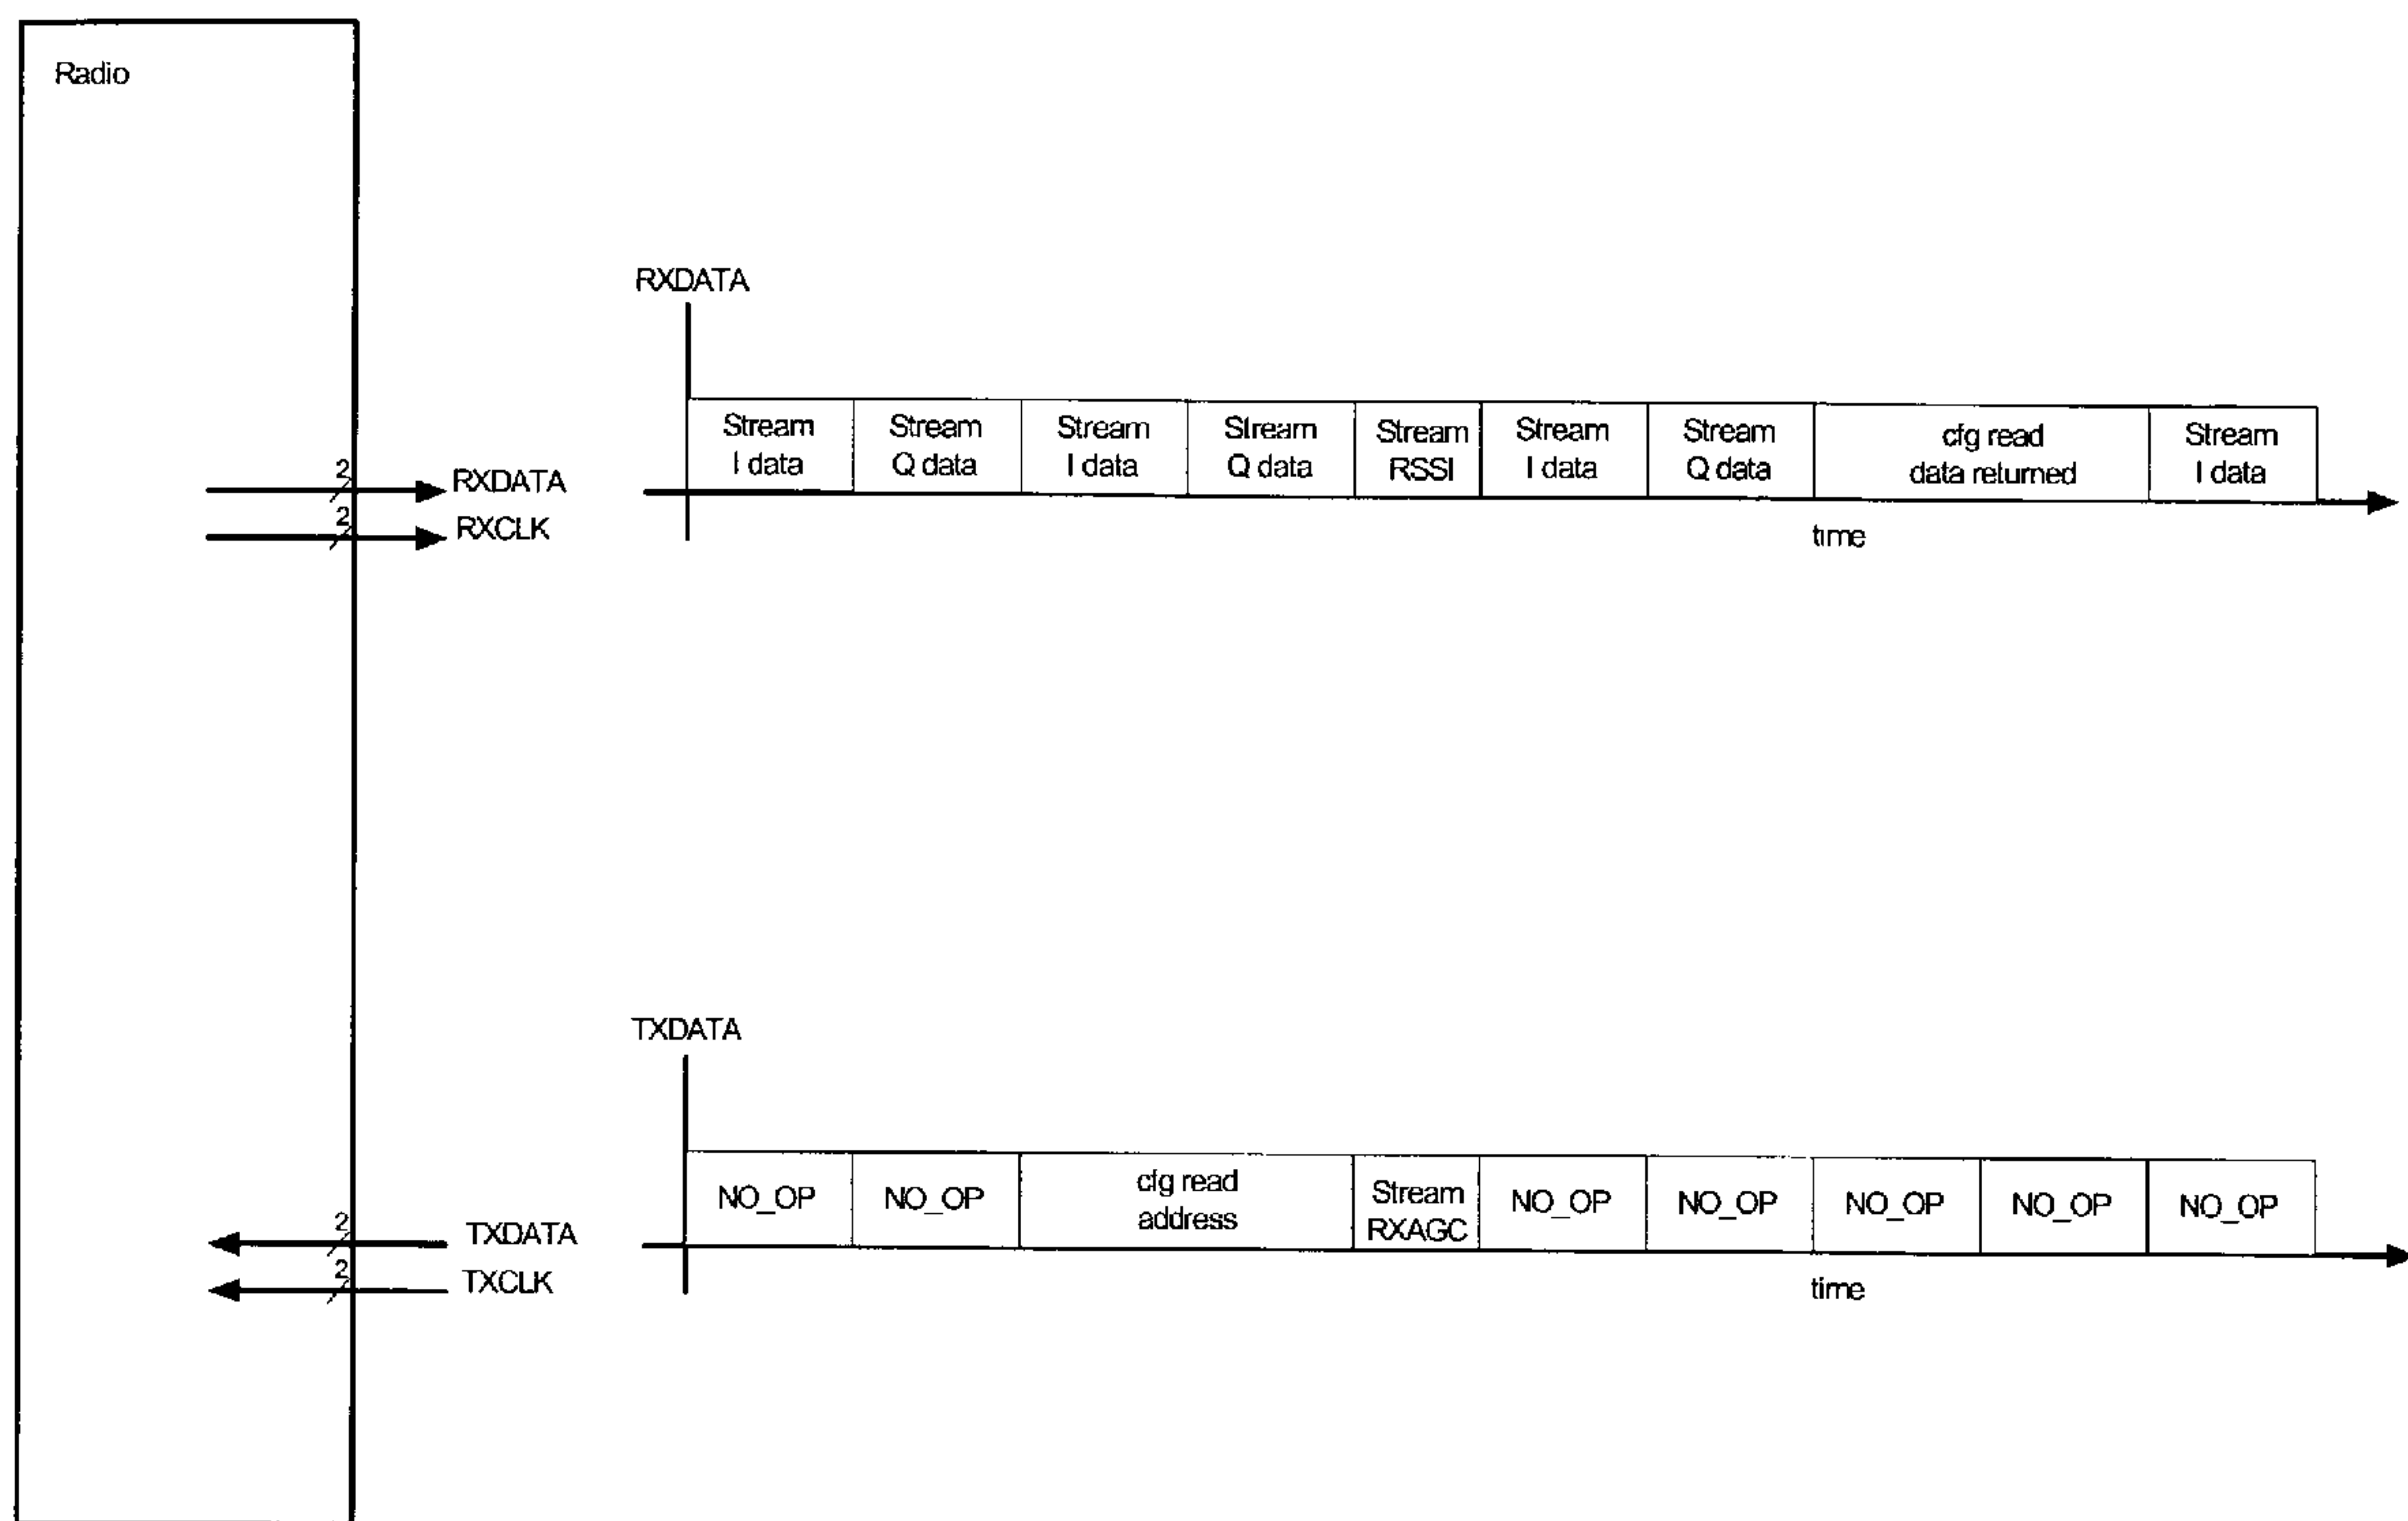 Radio
RXDATA
Stream
I data
Stream
Q data
Stream
I data
Stream
Q data
Stream
RSSI
Stream
I data
Stream
Q data
cfg read
data returned
Stream
I data
2
RXDATA
2
RXCLK
time
TXDATA
NO_OP
NO_OP
cfg read
address
Stream
RXAGC
NO_OP
NO_OP
NO_OP
NO_OP
NO_OP
2
TXDATA
2
TXCLK
time